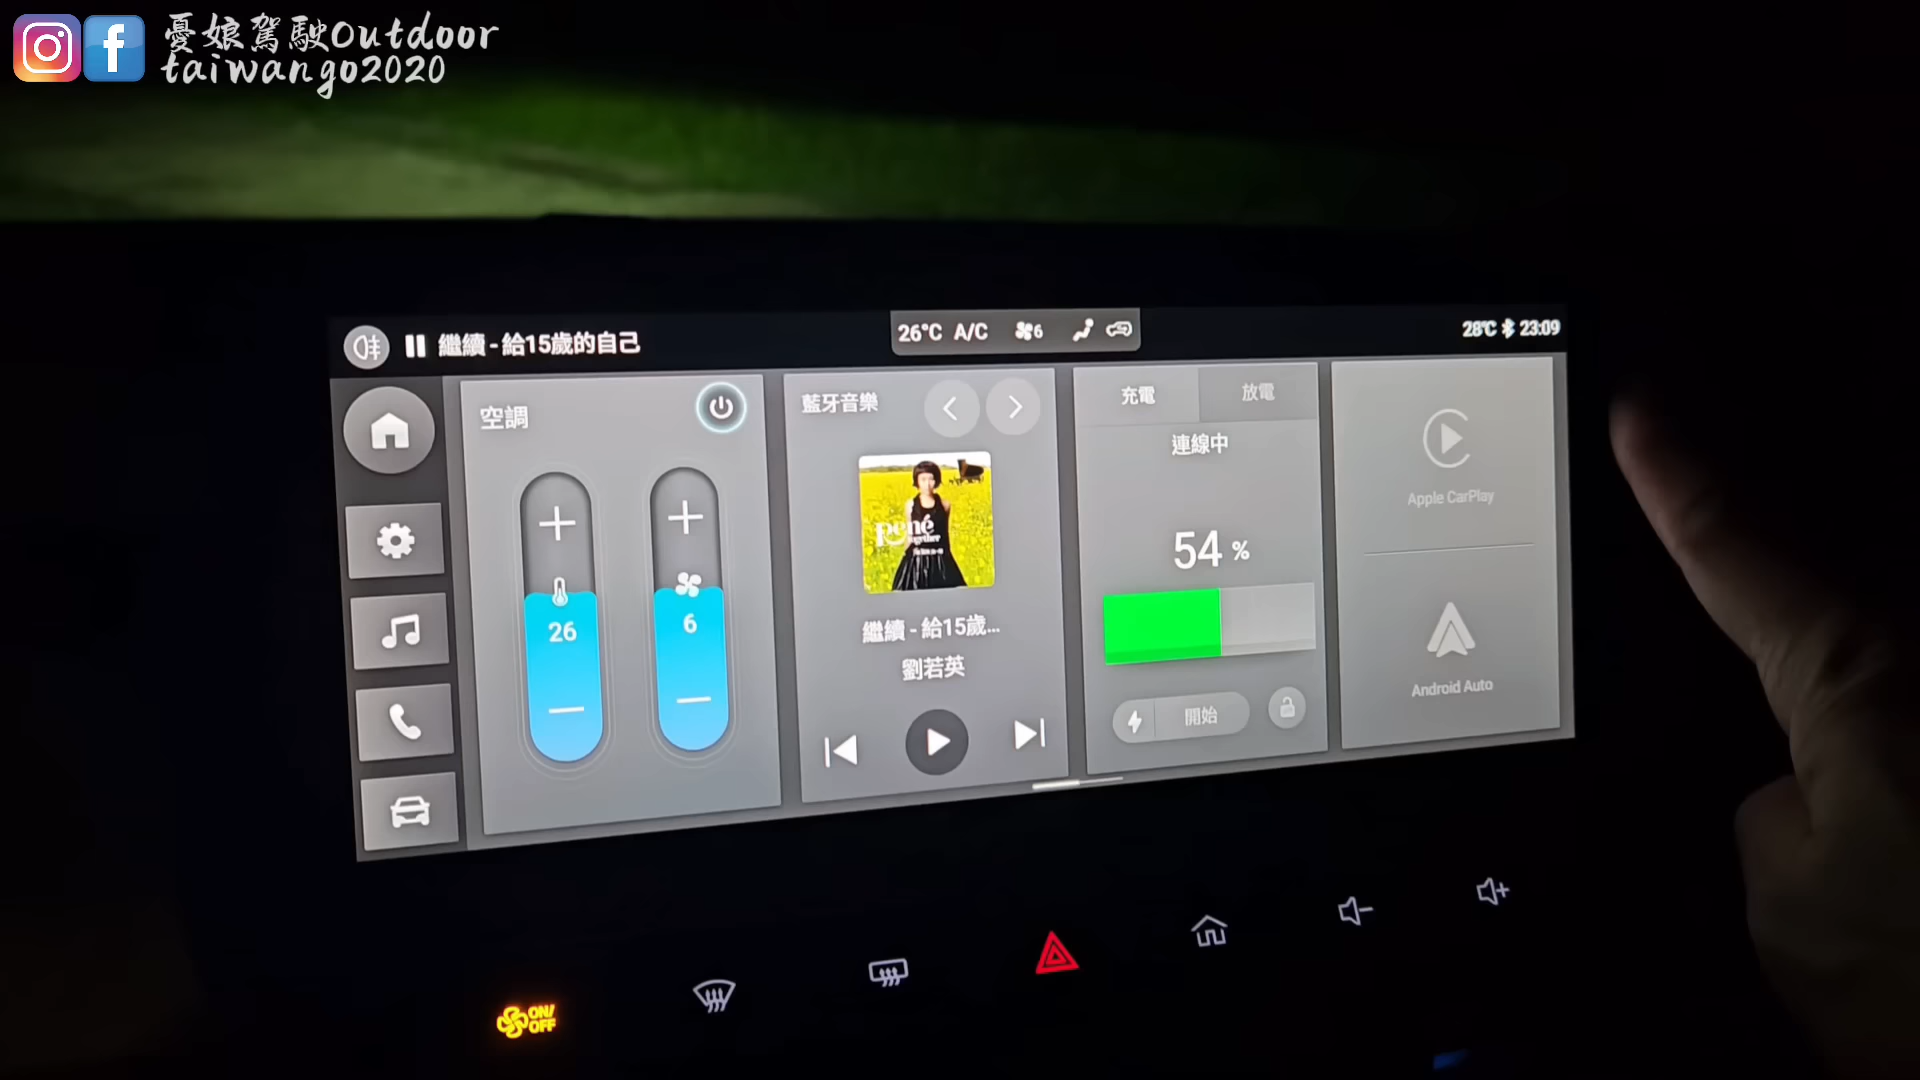 憂娘駕駛Outdoor
taiwango2020
繼續 - 給15歲的自己
26°C A/C 6
28℃ 23:09
空調
26
6
藍牙音樂
René
together
繼續 - 給15歲...
劉若英
充電
放電
連線中
54 %
開始
Apple CarPlay
Android Auto
ON/
OFF